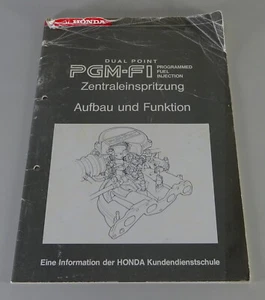 HONDA
DUAL POINT
PGM-FI PROGRAMMED
FUEL
INJECTION
Zentraleinspritzung
Aufbau und Funktion
Eine Information der HONDA Kundendienstschule